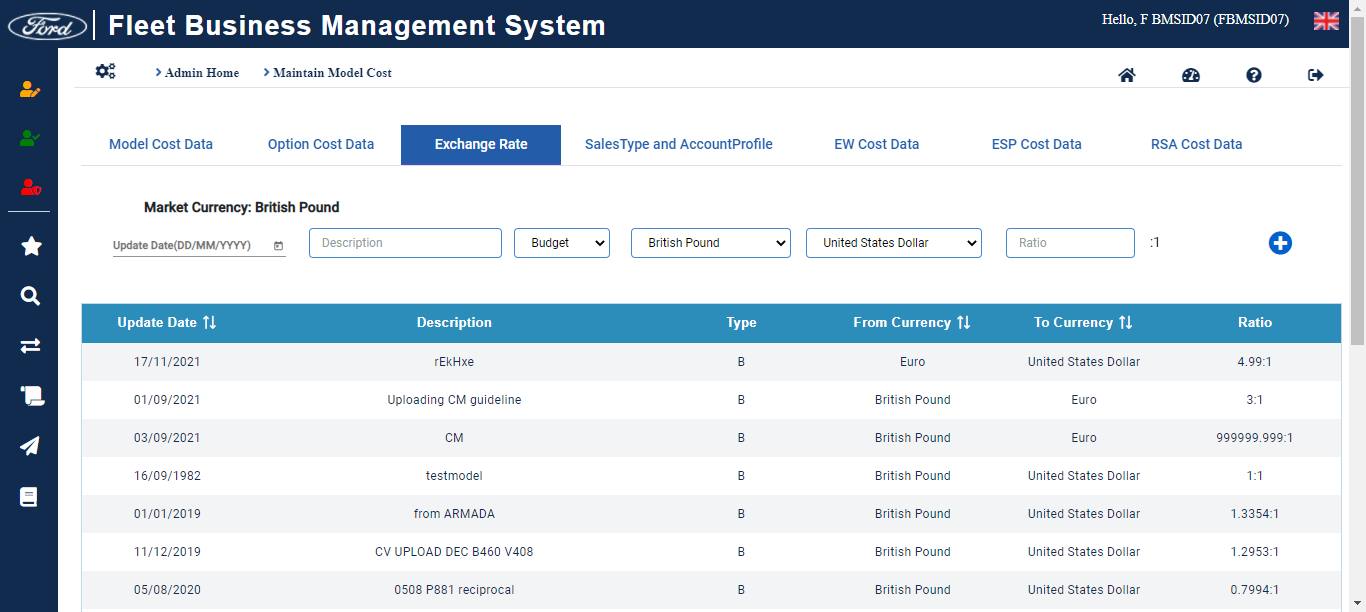 Ford Fleet Business Management System Hello, F BMSID07 (FBMSID07)
Admin Home Maintain Model Cost
Model Cost Data Option Cost Data Exchange Rate SalesType and AccountProfile EW Cost Data ESP Cost Data RSA Cost Data
Market Currency: British Pound
Update Date(DD/MM/YYYY) Description Budget British Pound United States Dollar Ratio :1
Update Date Description Type From Currency To Currency Ratio
17/11/2021 rEkHxe B Euro United States Dollar 4.99:1
01/09/2021 Uploading CM guideline B British Pound Euro 3:1
03/09/2021 CM B British Pound Euro 999999.999:1
16/09/1982 testmodel B British Pound United States Dollar 1:1
01/01/2019 from ARMADA B British Pound United States Dollar 1.3354:1
11/12/2019 CV UPLOAD DEC B460 V408 B British Pound United States Dollar 1.2953:1
05/08/2020 0508 P881 reciprocal B British Pound United States Dollar 0.7994:1